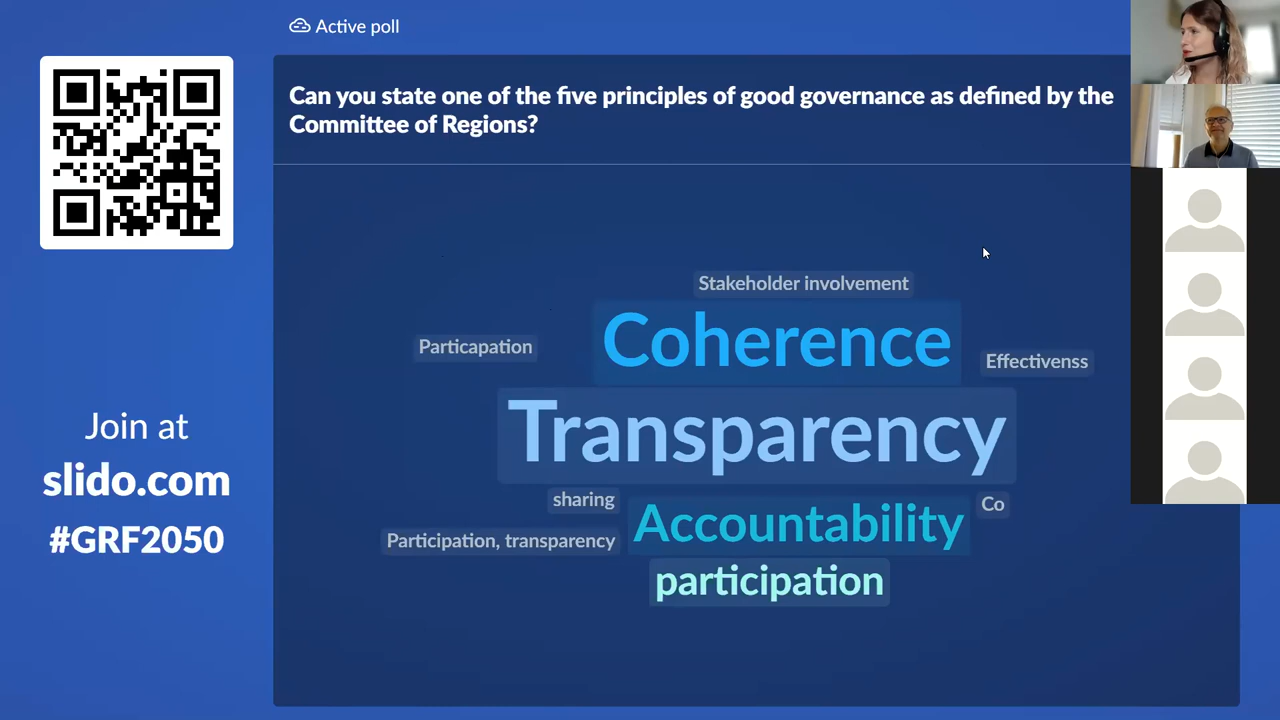 Active poll
Can you state one of the five principles of good governance as defined by the
Committee of Regions?
Stakeholder involvement
Coherence
Particapation
Effectivenss
Transparency
sharing
Co
Accountability
Participation, transparency
participation
Join at
slido.com
#GRF2050